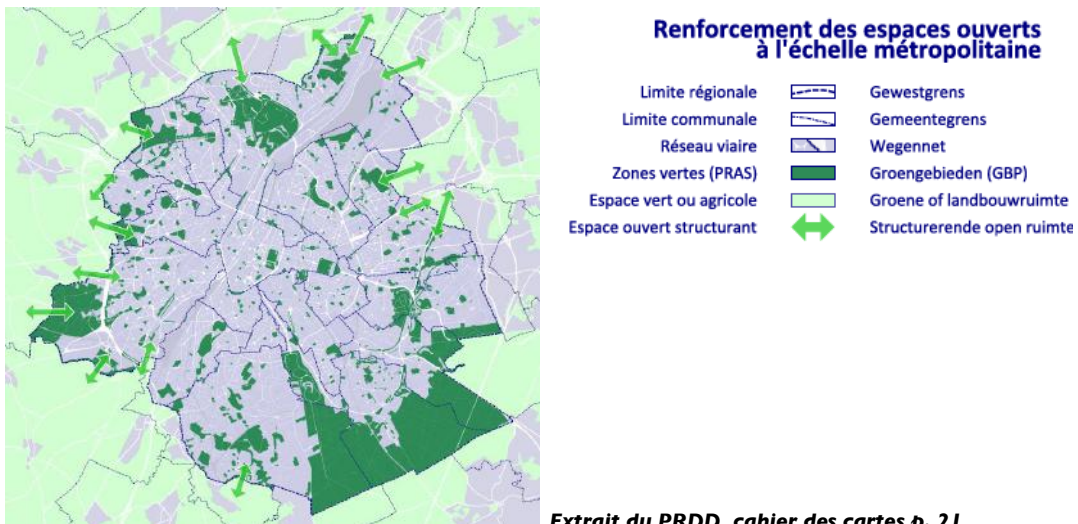 Renforcement des espaces ouverts
à l'échelle métropolitaine
Limite régionale Gewestgrens
Limite communale Gemeentegrens
Réseau viaire Wegennet
Zones vertes (PRAS) Groengebieden (GBP)
Espace vert ou agricole Groene of landbouwruimte
Espace ouvert structurant Structurerende open ruimte
Extrait du PRDD, cahier des cartes p. 21